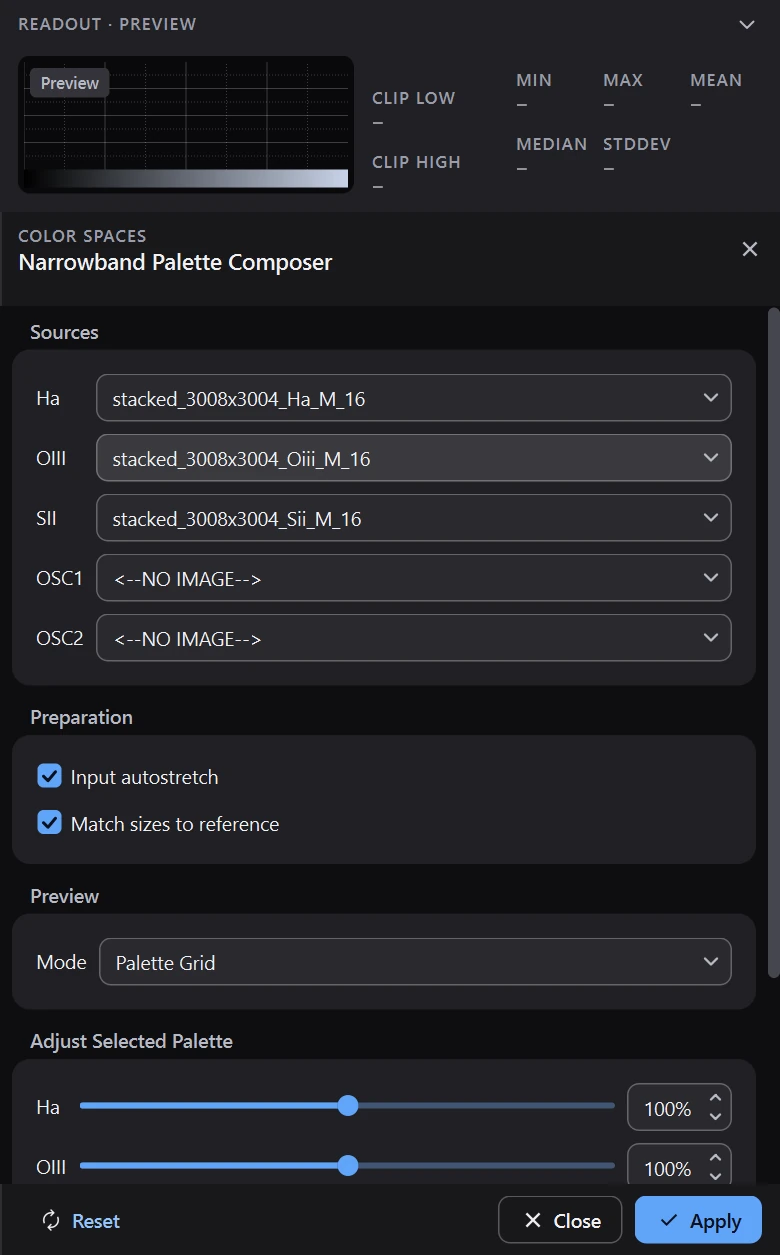 READOUT · PREVIEW
Preview
CLIP LOW
–
CLIP HIGH
–
MIN MAX MEAN
– – –
MEDIAN STDDEV
– –
COLOR SPACES
Narrowband Palette Composer
Sources
Ha stacked_3008x3004_Ha_M_16
OIII stacked_3008x3004_Oiii_M_16
SII stacked_3008x3004_Sii_M_16
OSC1 <--NO IMAGE-->
OSC2 <--NO IMAGE-->
Preparation
Input autostretch
Match sizes to reference
Preview
Mode Palette Grid
Adjust Selected Palette
Ha 100%
OIII 100%
Reset Close Apply